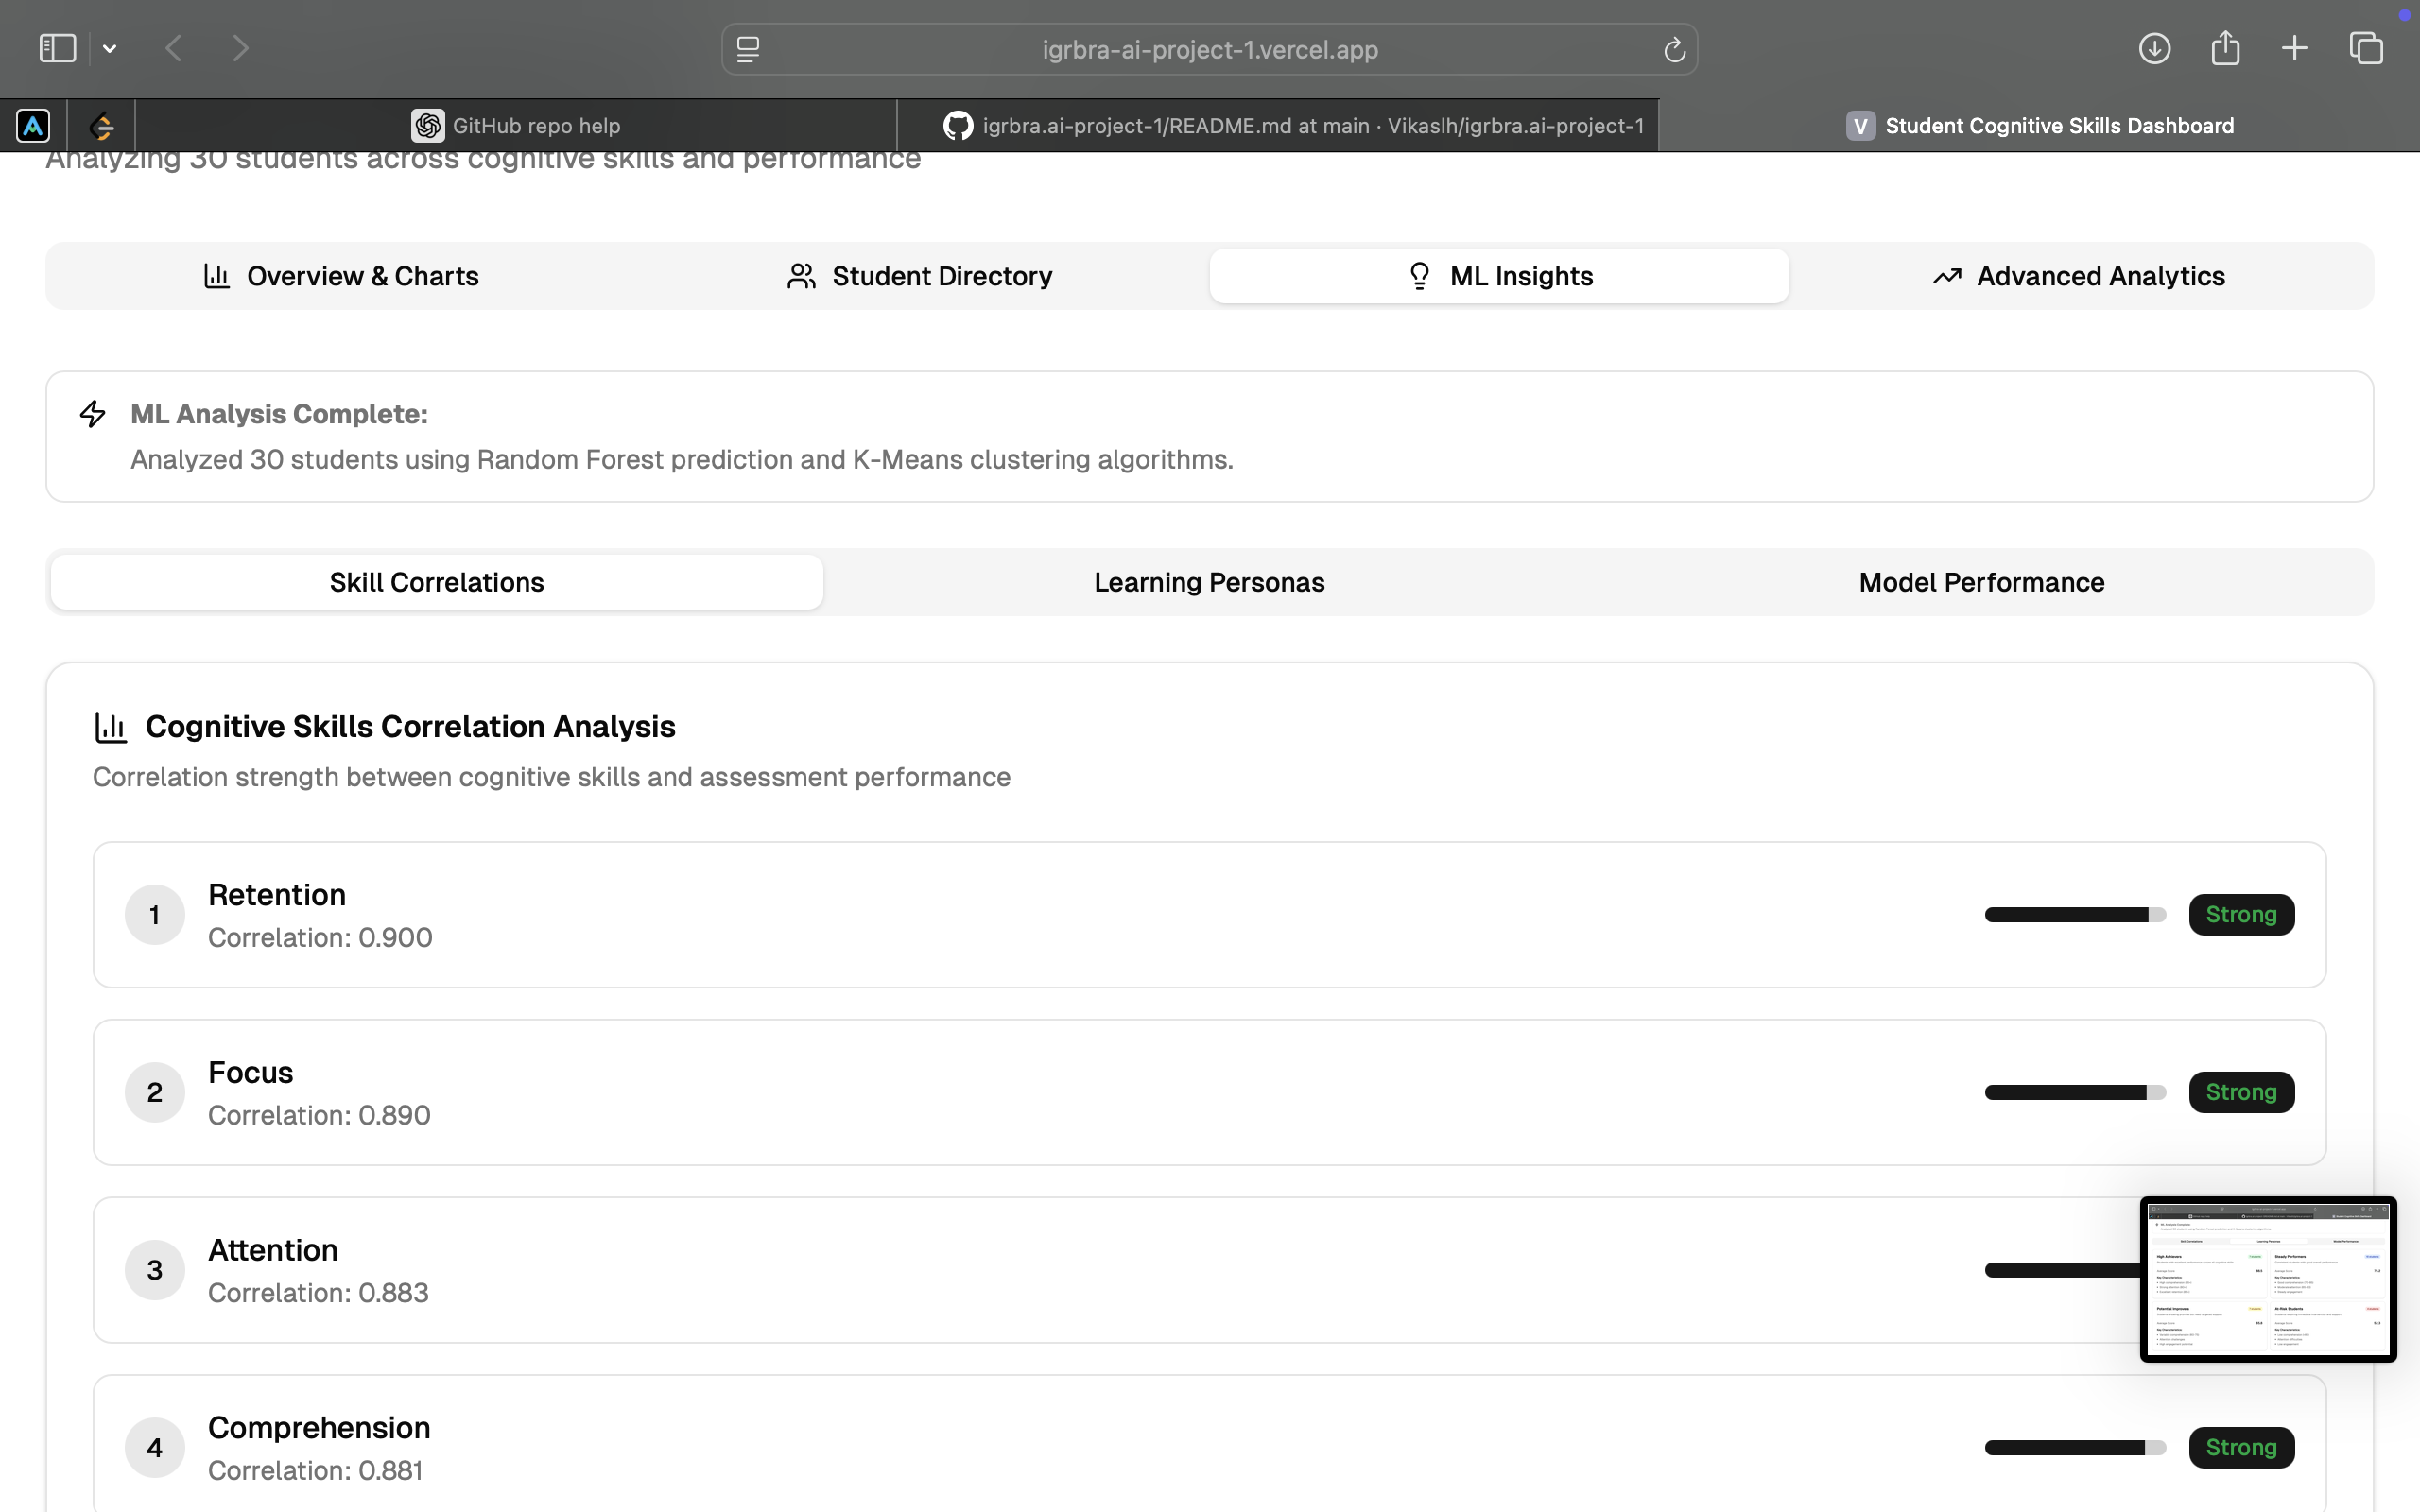 igrbra-ai-project-1.vercel.app
GitHub repo help
igrbra.ai-project-1/README.md at main · Vikaslh/igrbra.ai-project-1
V Student Cognitive Skills Dashboard
Analyzing 30 students across cognitive skills and performance
Overview & Charts
Student Directory
ML Insights
Advanced Analytics
ML Analysis Complete:
Analyzed 30 students using Random Forest prediction and K-Means clustering algorithms.
Skill Correlations
Learning Personas
Model Performance
Cognitive Skills Correlation Analysis
Correlation strength between cognitive skills and assessment performance
1
Retention
Correlation: 0.900
Strong
2
Focus
Correlation: 0.890
Strong
3
Attention
Correlation: 0.883
4
Comprehension
Correlation: 0.881
Strong